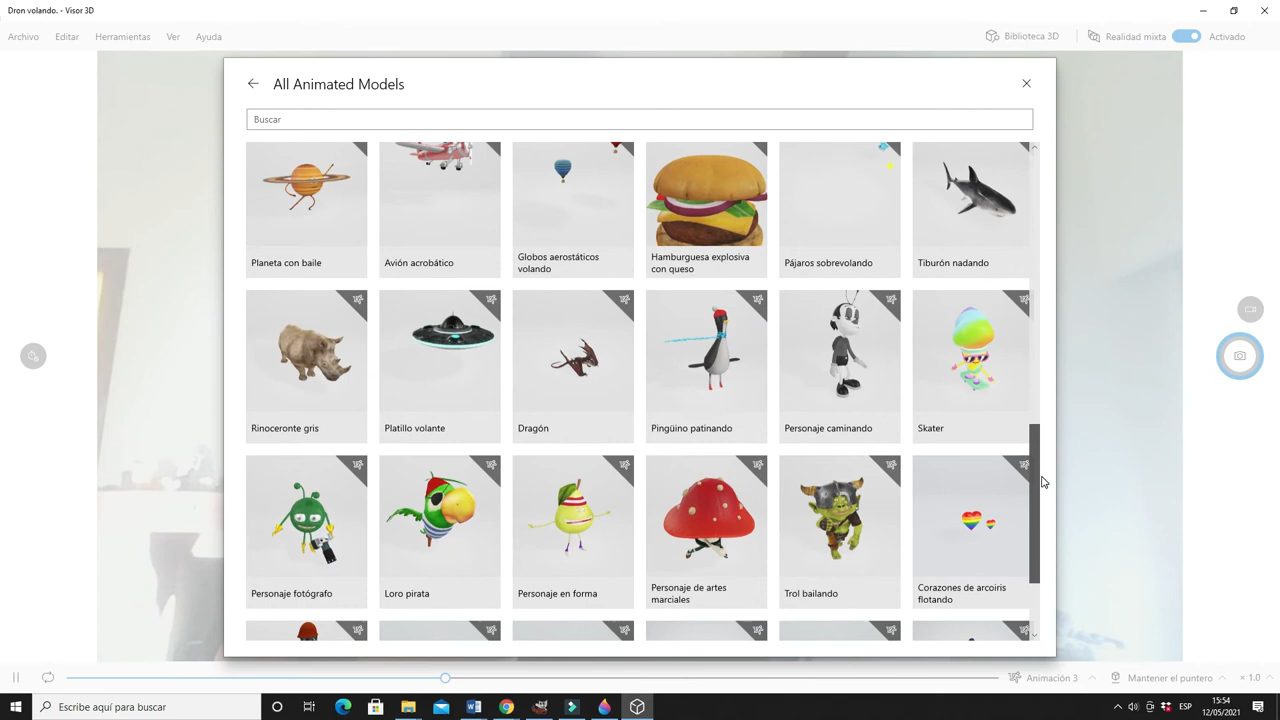 Dron volando. - Visor 3D
Archivo Editar Herramientas Ver Ayuda
Biblioteca 3D Realidad mixta Activado
All Animated Models
Buscar
Planeta con baile
Avión acrobático
Globos aerostáticos
volando
Hamburguesa explosiva
con queso
Pájaros sobrevolando
Tiburón nadando
Rinoceronte gris
Platillo volante
Dragón
Pingüino patinando
Personaje caminando
Skater
Personaje fotógrafo
Loro pirata
Personaje en forma
Personaje de artes
marciales
Trol bailando
Corazones de arcoiris
flotando
Animación 3 Mantener el puntero × 1.0
Escribe aquí para buscar
ESP
15:54
12/05/2021